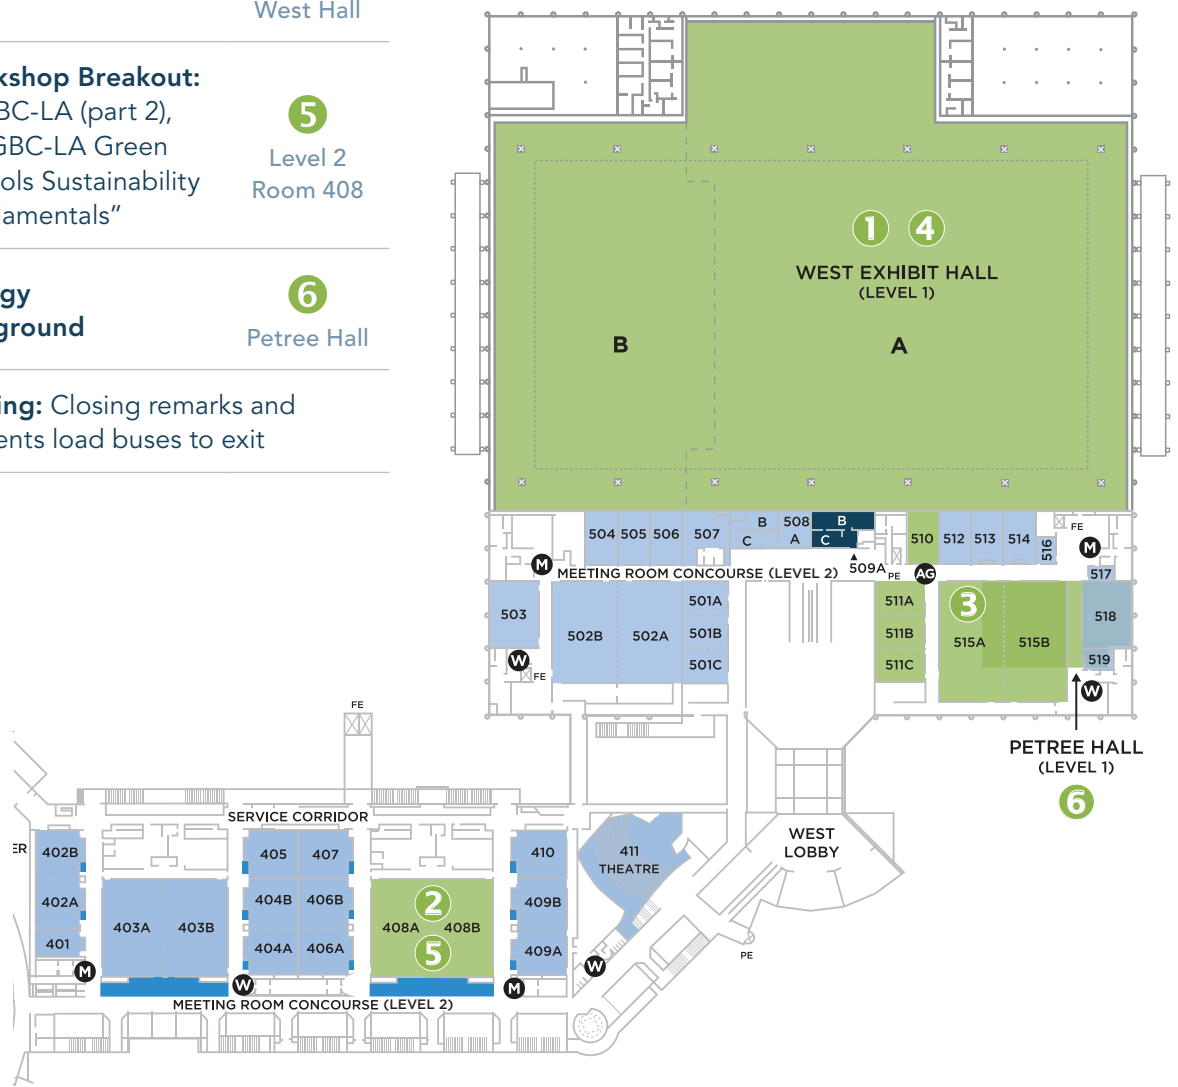 West Hall
kshop Breakout:
BC-LA (part 2),
GBC-LA Green
ols Sustainability
lamentals”
5
Level 2
Room 408
gy
ground
6
Petree Hall
ing: Closing remarks and
ents load buses to exit
1 4
WEST EXHIBIT HALL
(LEVEL 1)
B
A
504 505 506 507
B
C
508
A
B
C
509A
510 512 513 514
516
FE
M
M
MEETING ROOM CONCOURSE (LEVEL 2)
PE
AG
517
503
502B 502A
501A
501B
501C
511A
511B
511C
3
515A 515B
518
519
W
FE
W
PETREE HALL
(LEVEL 1)
6
FE
SERVICE CORRIDOR
ER
402B
402A
401
403A 403B
405 407
404B 406B
404A 406A
2
408A 408B
5
410
409B
409A
411
THEATRE
WEST
LOBBY
PE
M
W
M
W
MEETING ROOM CONCOURSE (LEVEL 2)